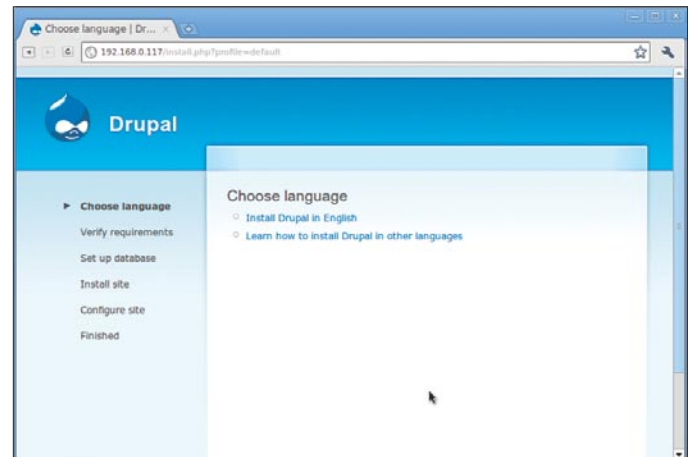 Choose language | Dr...
192.168.0.117/install.php?profile=default
Drupal
Choose language
Verify requirements
Set up database
Install site
Configure site
Finished
Choose language
Install Drupal in English
Learn how to install Drupal in other languages